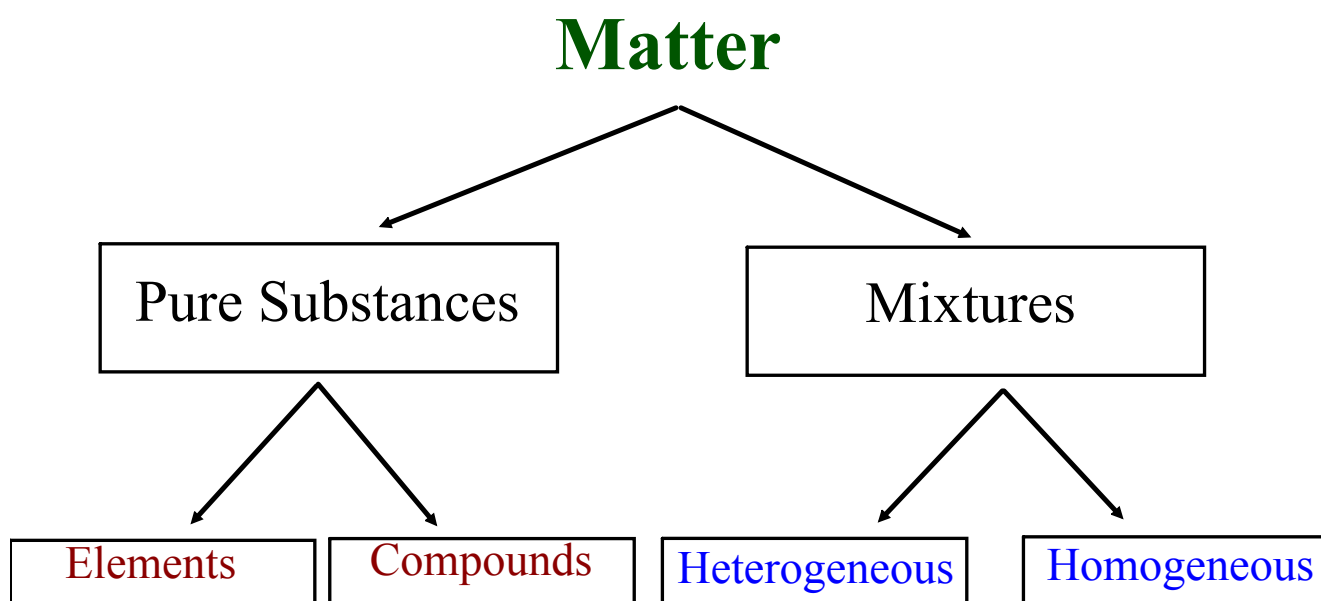 Matter
Pure Substances
Mixtures
Elements
Compounds
Heterogeneous
Homogeneous